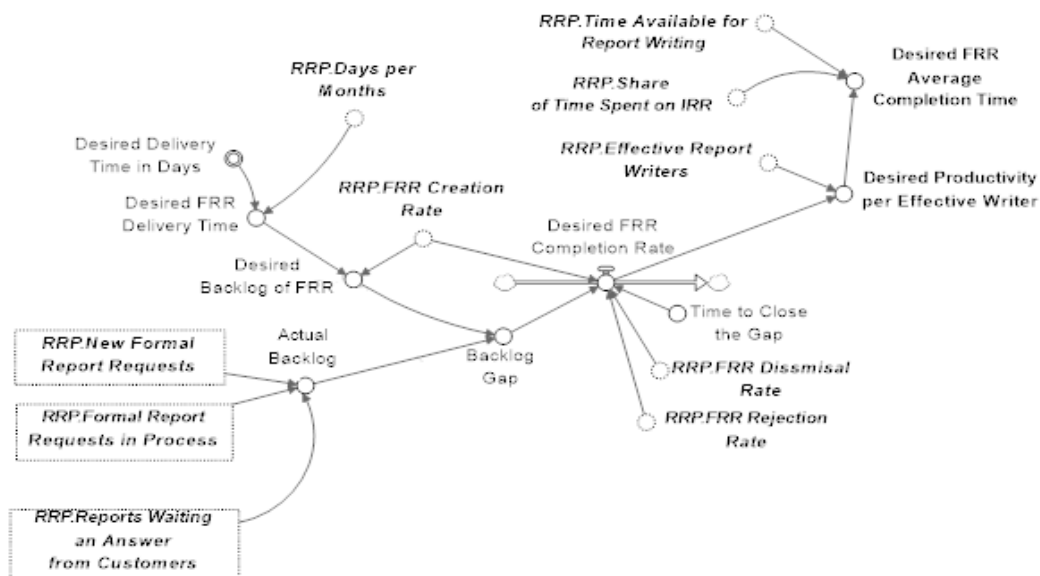 RRP.Time Available for
Report Writing
Desired FRR
Average
Completion Time
RRP.Days per
Months
RRP.Share
of Time Spent on IRR
Desired Delivery
Time in Days
RRP.Effective Report
Writers
RRP.FRR Creation
Rate
Desired Productivity
per Effective Writer
Desired FRR
Delivery Time
Desired FRR
Completion Rate
Desired
Backlog of FRR
Time to Close
the Gap
Actual
Backlog
RRP.New Formal
Report Requests
Backlog
Gap
RRP.FRR Dissmisal
Rate
RRP.Formal Report
Requests in Process
RRP.FRR Rejection
Rate
RRP.Reports Waiting
an Answer
from Customers